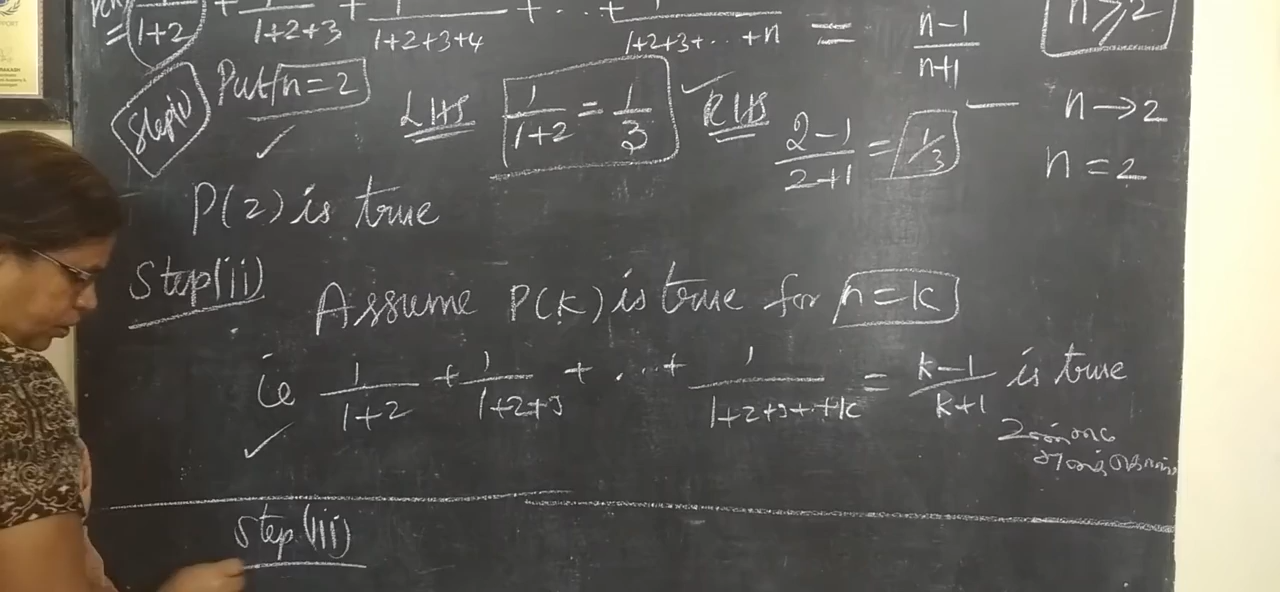 = 1/1+2 + 1/1+2+3 + 1/1+2+3+4 + . . + 1/1+2+3+..+n = n-1/n+1 n≥2
Step(i) Put n=2 LHS 1/1+2 = 1/3 RHS 2-1/2+1 = 1/3 n→2
n=2
P(2) is true
Step(ii) Assume P(K) is true for n=k
ie 1/1+2 + 1/1+2+3 + ...+ 1/1+2+3+..+k = k-1/k+1 is true
Step(iii)